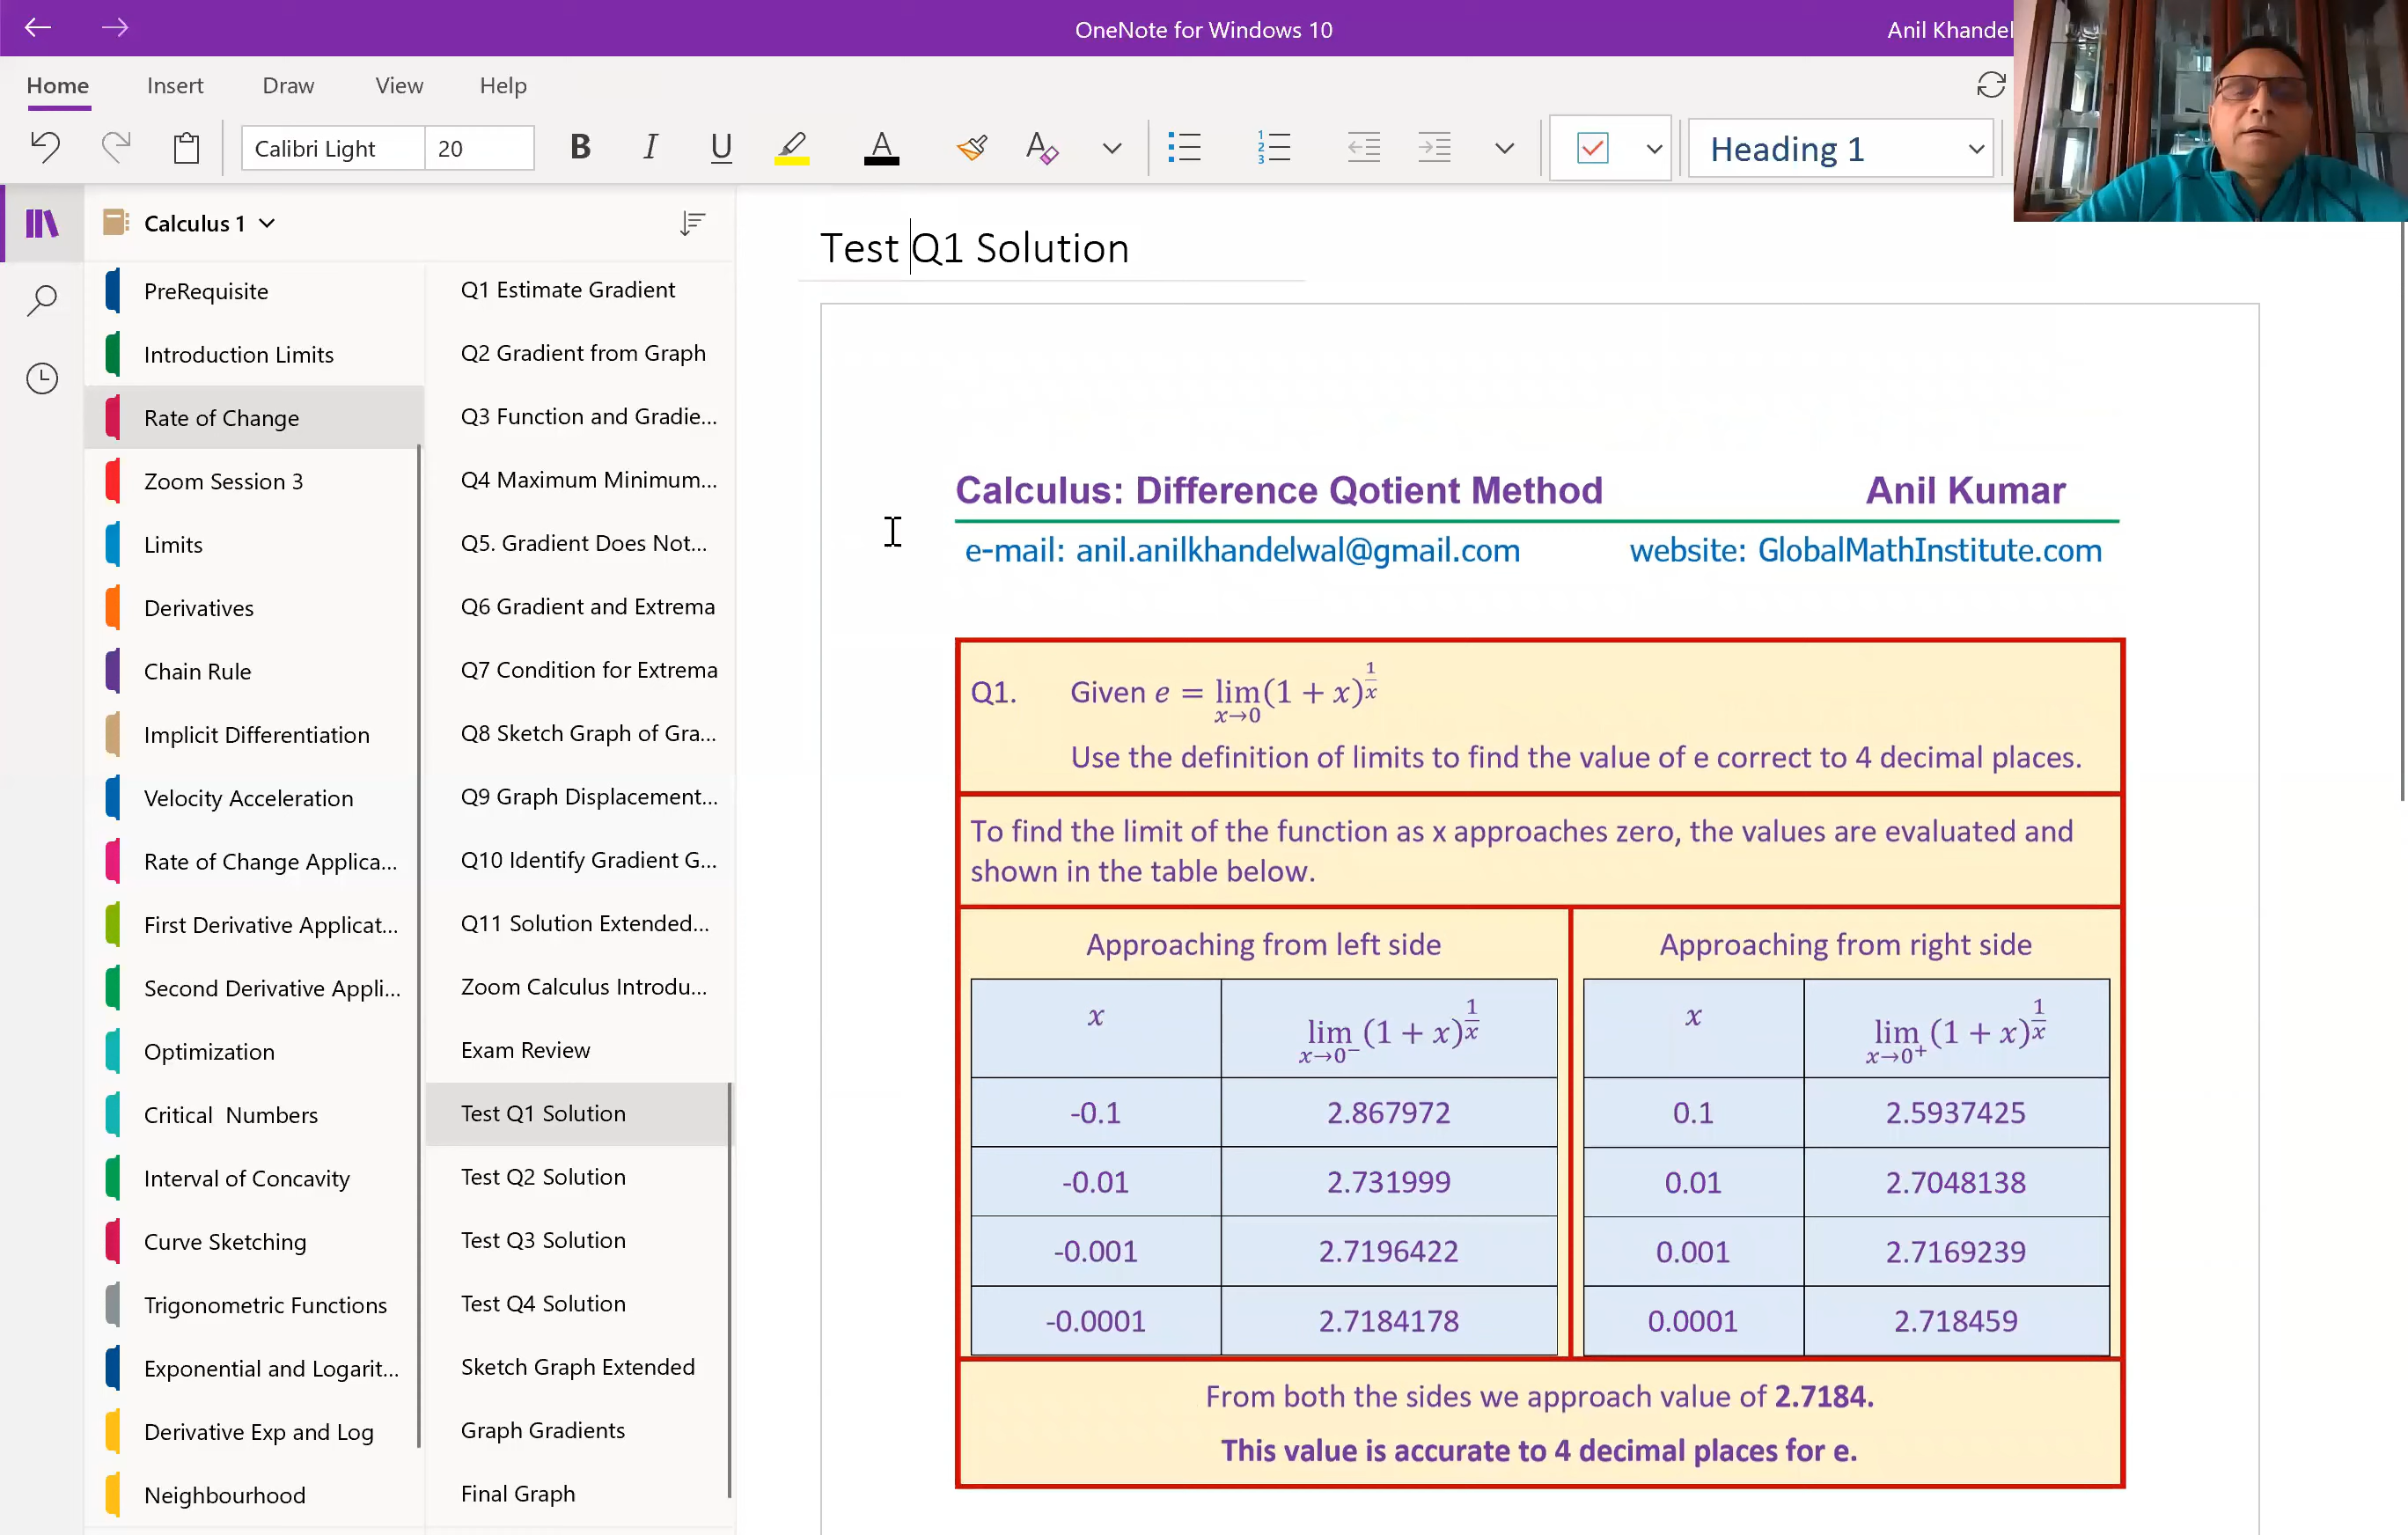 OneNote for Windows 10
Anil Khandel
Home Insert Draw View Help
Calibri Light 20 B I U A A Heading 1
Calculus 1
PreRequisite
Introduction Limits
Rate of Change
Zoom Session 3
Limits
Derivatives
Chain Rule
Implicit Differentiation
Velocity Acceleration
Rate of Change Applica...
First Derivative Applicat...
Second Derivative Appli...
Optimization
Critical Numbers
Interval of Concavity
Curve Sketching
Trigonometric Functions
Exponential and Logarit...
Derivative Exp and Log
Neighbourhood
Q1 Estimate Gradient
Q2 Gradient from Graph
Q3 Function and Gradie...
Q4 Maximum Minimum...
Q5. Gradient Does Not...
Q6 Gradient and Extrema
Q7 Condition for Extrema
Q8 Sketch Graph of Gra...
Q9 Graph Displacement...
Q10 Identify Gradient G...
Q11 Solution Extended...
Zoom Calculus Introdu...
Exam Review
Test Q1 Solution
Test Q2 Solution
Test Q3 Solution
Test Q4 Solution
Sketch Graph Extended
Graph Gradients
Final Graph
Test Q1 Solution
Calculus: Difference Qotient Method Anil Kumar
e-mail: anil.anilkhandelwal@gmail.com website: GlobalMathInstitute.com
Q1. Given e = lim x→0 (1 + x)^(1/x)
Use the definition of limits to find the value of e correct to 4 decimal places.
To find the limit of the function as x approaches zero, the values are evaluated and
shown in the table below.
Approaching from left side Approaching from right side
x lim x→0⁻ (1 + x)^(1/x) x lim x→0⁺ (1 + x)^(1/x)
-0.1 2.867972 0.1 2.5937425
-0.01 2.731999 0.01 2.7048138
-0.001 2.7196422 0.001 2.7169239
-0.0001 2.7184178 0.0001 2.718459
From both the sides we approach value of 2.7184.
This value is accurate to 4 decimal places for e.